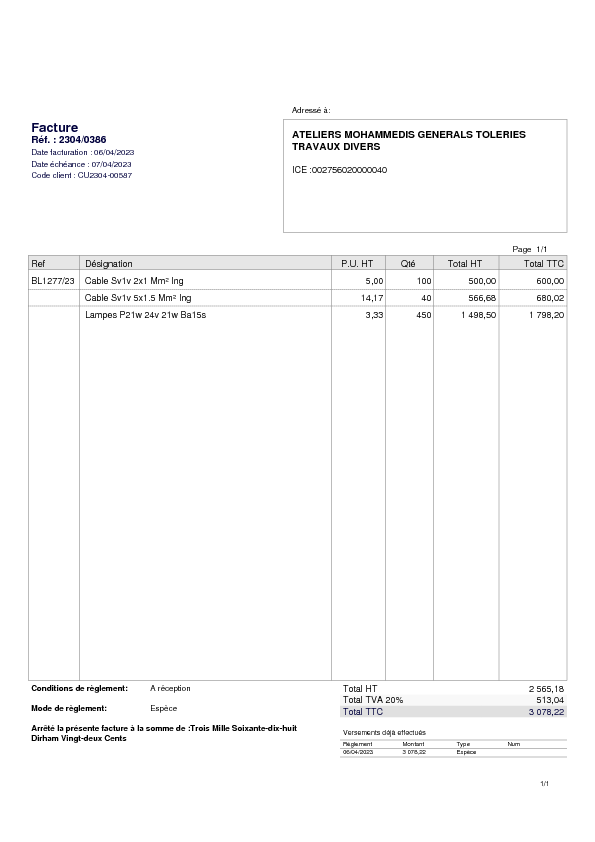 Adressé à:
Facture
Réf. : 2304/0386
Date facturation : 06/04/2023
Date échéance : 07/04/2023
Code client : CU2304-00587
ATELIERS MOHAMMEDIS GENERALS TOLERIES
TRAVAUX DIVERS
ICE :002756020000040
Page 1/1
Ref Désignation P.U. HT Qté Total HT Total TTC
BL1277/23 Cable Sv1v 2x1 Mm² Ing 5,00 100 500,00 600,00
Cable Sv1v 5x1.5 Mm² Ing 14,17 40 566,68 680,02
Lampes P21w 24v 21w Ba15s 3,33 450 1 498,50 1 798,20
Conditions de règlement: A réception
Total HT 2 565,18
Total TVA 20% 513,04
Mode de règlement: Espèce
Total TTC 3 078,22
Arrêté la présente facture à la somme de :Trois Mille Soixante-dix-huit
Dirham Vingt-deux Cents
Versements déjà effectués
Règlement Montant Type Num
06/04/2023 3 078,22 Espèce
1/1